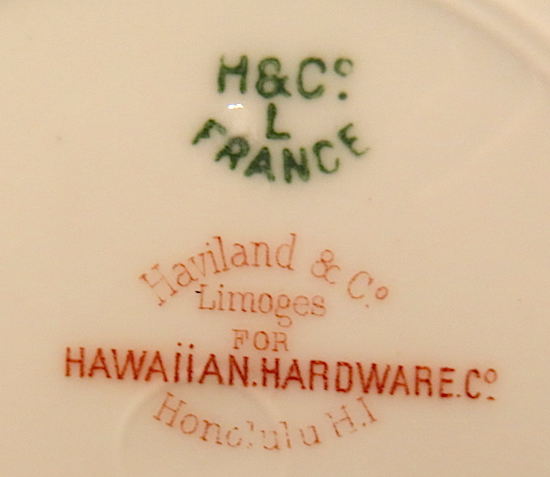 H&Cº
L
FRANCE
Haviland & Cº
Limoges
FOR
HAWAIIAN.HARDWARE.Cº
Honolulu H.I